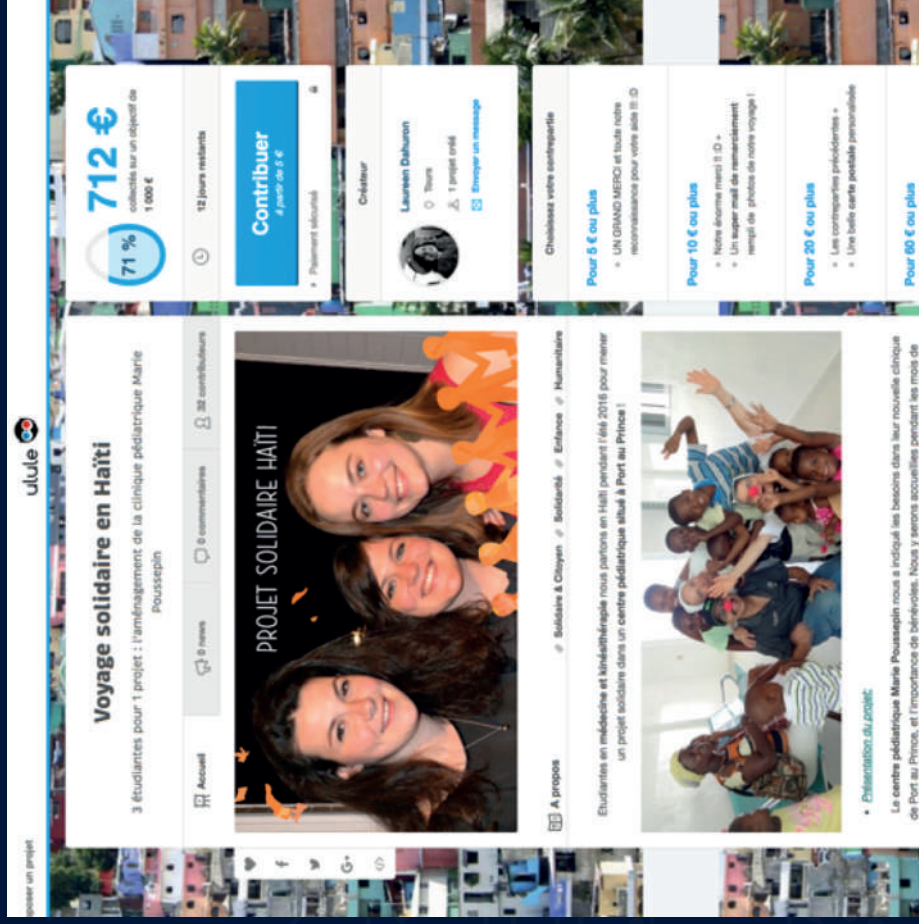 poser un projet
ulule
Voyage solidaire en Haïti
3 étudiantes pour 1 projet : l'aménagement de la clinique pédiatrique Marie
Poussepin
Accueil
0 news
0 commentaires
32 contributeurs
PROJET SOLIDAIRE HAÏTI
A propos
Solidaire & Citoyen
Solidarité
Enfance
Humanitaire
Etudiantes en médecine et kinésithérapie nous partons en Haïti pendant l'été 2016 pour mener
un projet solidaire dans un centre pédiatrique situé à Port au Prince !
• Présentation du projet:
Le centre pédiatrique Marie Poussepin nous a indiqué les besoins dans leur nouvelle clinique
de Port au Prince, et l'importance de bénévoles. Nous y serons accueillies pendant les mois de
71 %
712 €
collectés sur un objectif de
1 000 €
12 jours restants
Contribuer
à partir de 5 €
Paiement sécurisé
Créateur
Laureen Dahuron
Tours
1 projet créé
Envoyer un message
Choisissez votre contrepartie
Pour 5 € ou plus
UN GRAND MERCI et toute notre
reconnaissance pour votre aide !!! :D
Pour 10 € ou plus
Notre énorme merci !! :D +
Un super mail de remerciement
rempli de photos de notre voyage !
Pour 20 € ou plus
Les contreparties précédentes +
Une belle carte postale personalisée
Pour 60 € ou plus